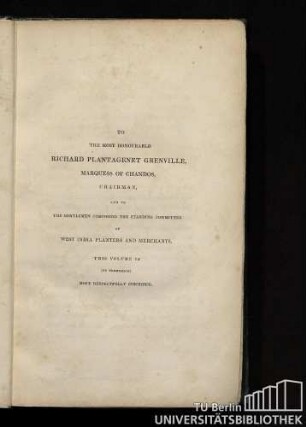 TO
THE MOST HONOURABLE
RICHARD PLANTAGENET GRENVILLE,
MARQUESS OF CHANDOS,
CHAIRMAN,
AND TO
THE GENTLEMEN COMPOSING THE STANDING COMMITTEE
OF
WEST INDIA PLANTERS AND MERCHANTS,
THIS VOLUME IS
MOST RESPECTFULLY INSCRIBED.
TU Berlin
UNIVERSITÄTSBIBLIOTHEK